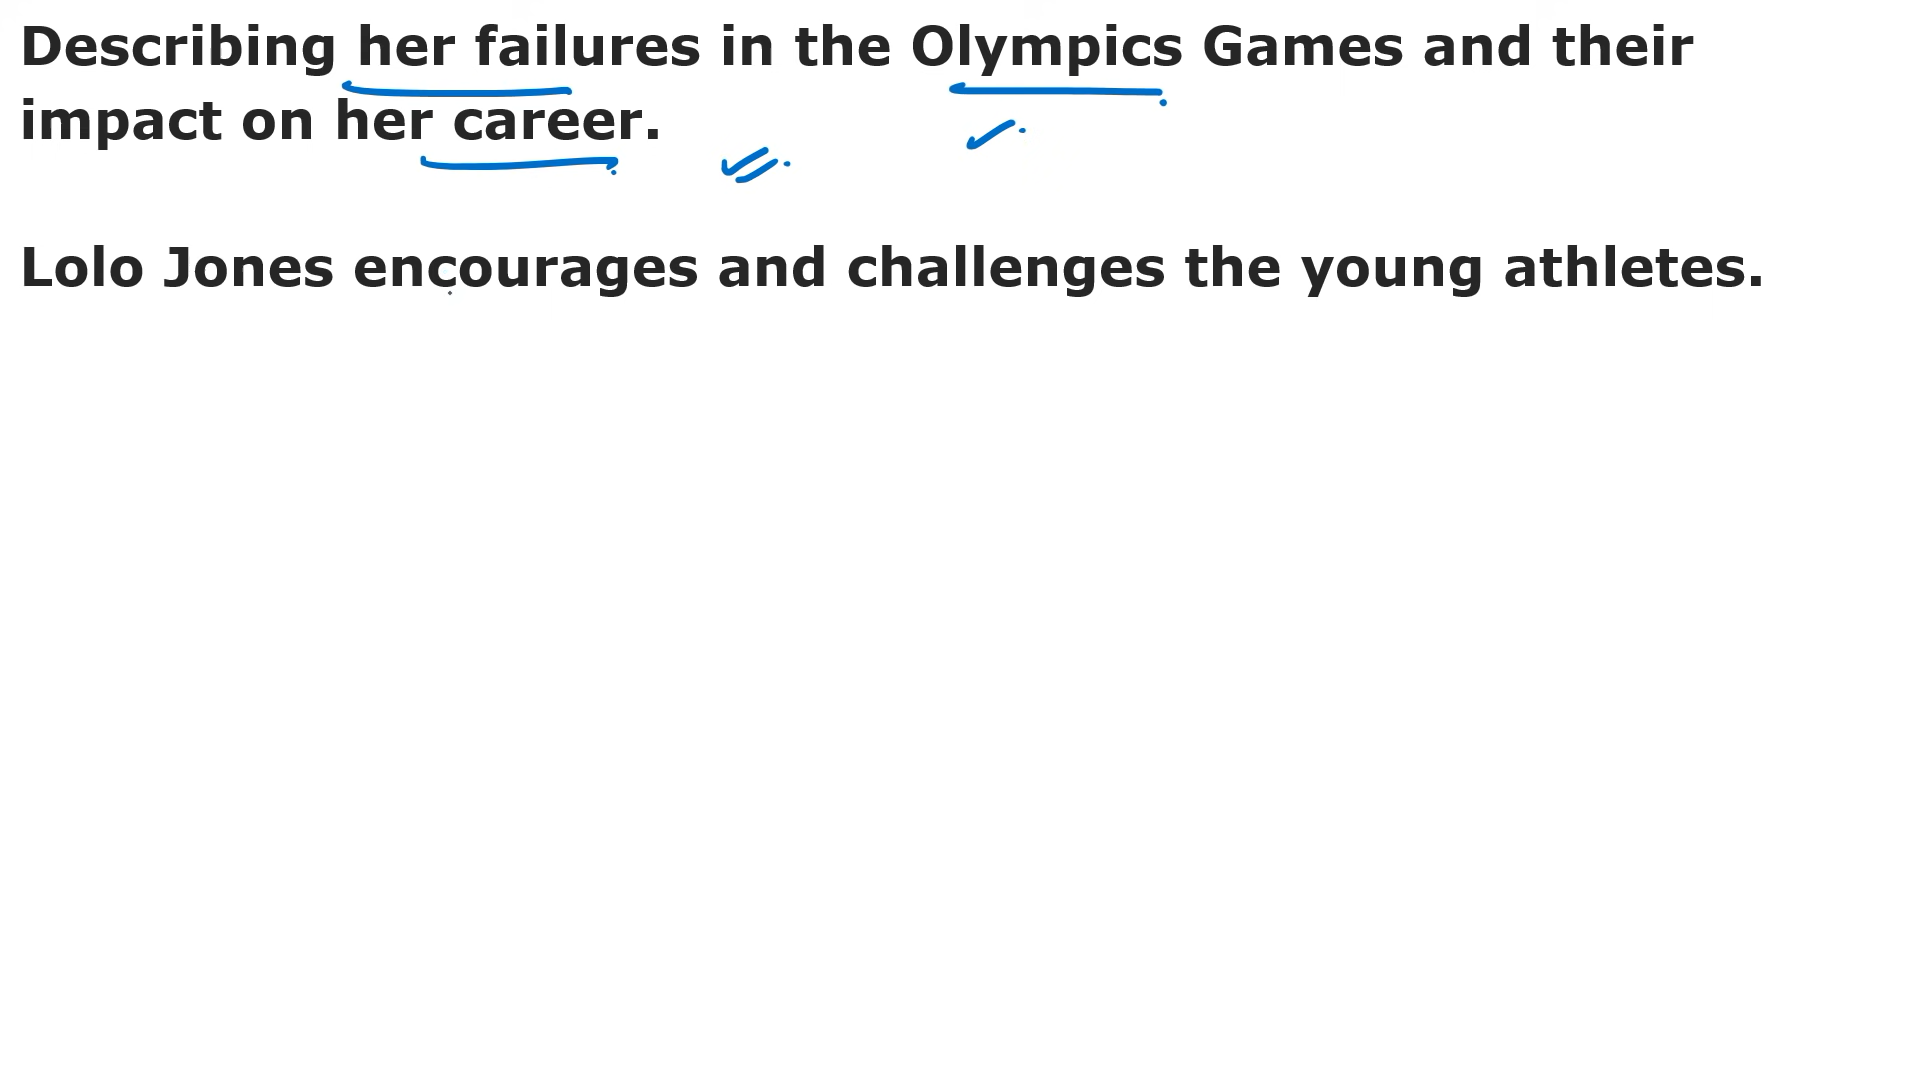 Describing her failures in the Olympics Games and their
impact on her career.
Lolo Jones encourages and challenges the young athletes.